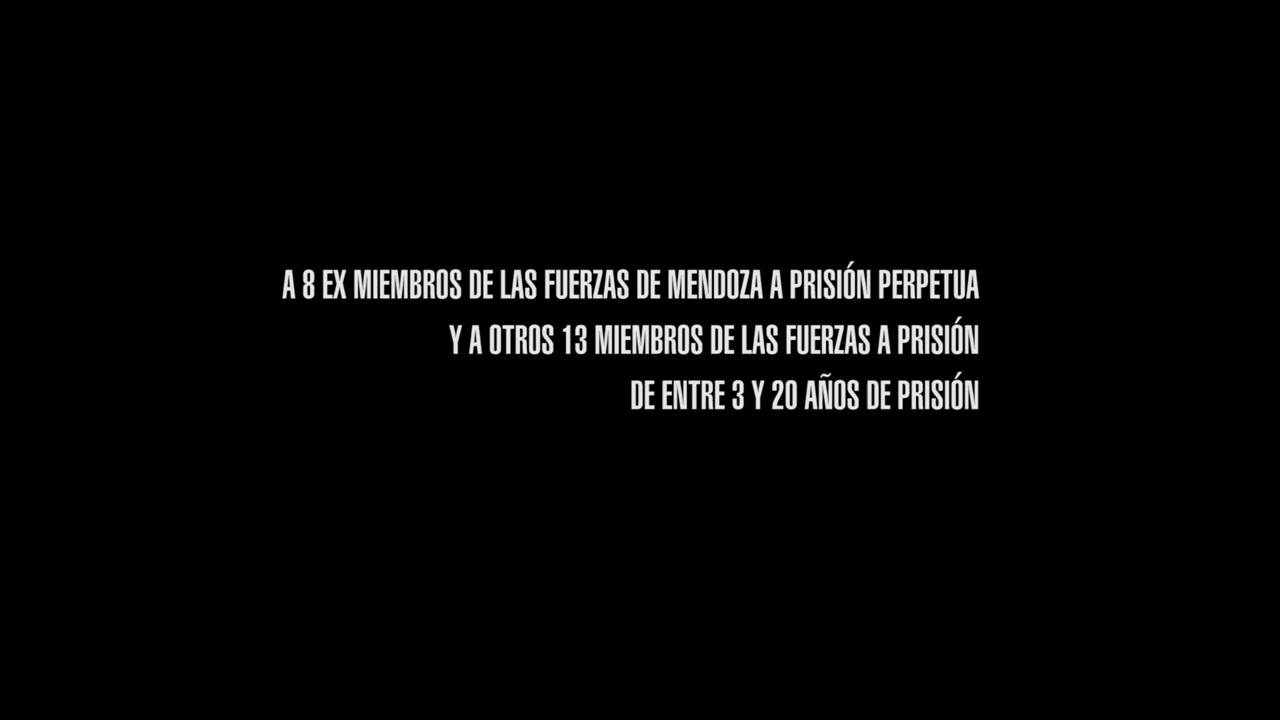 A 8 EX MIEMBROS DE LAS FUERZAS DE MENDOZA A PRISIÓN PERPETUA
Y A OTROS 13 MIEMBROS DE LAS FUERZAS A PRISIÓN
DE ENTRE 3 Y 20 AÑOS DE PRISIÓN